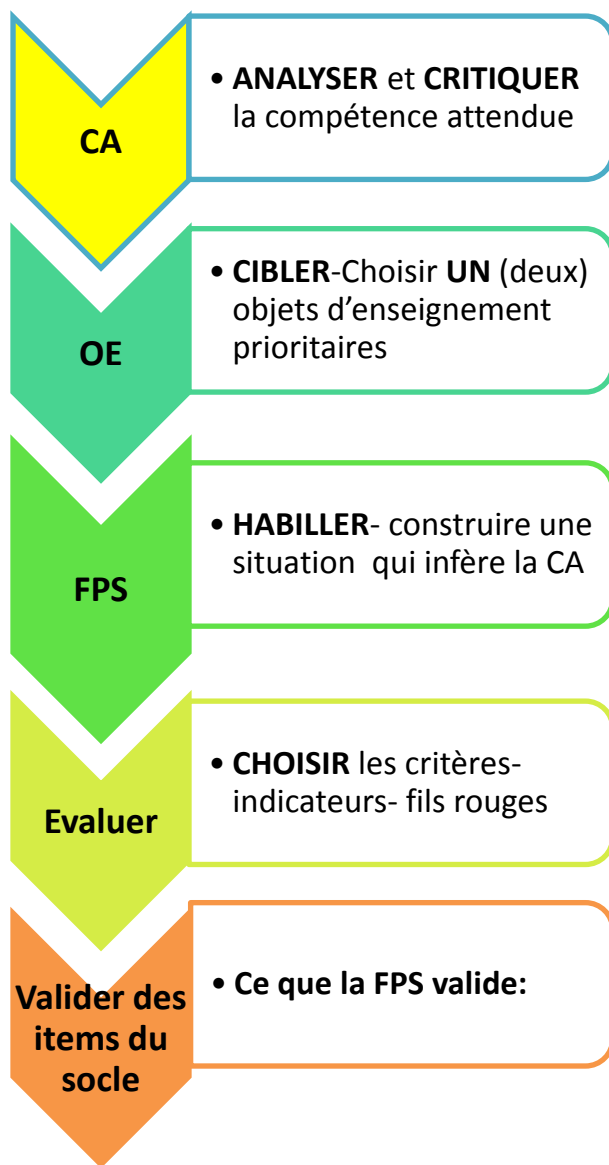 CA
• ANALYSER et CRITIQUER
la compétence attendue
OE
• CIBLER-Choisir UN (deux)
objets d’enseignement
prioritaires
FPS
• HABILLER- construire une
situation qui infère la CA
Evaluer
• CHOISIR les critères-
indicateurs- fils rouges
Valider des
items du
socle
• Ce que la FPS valide: